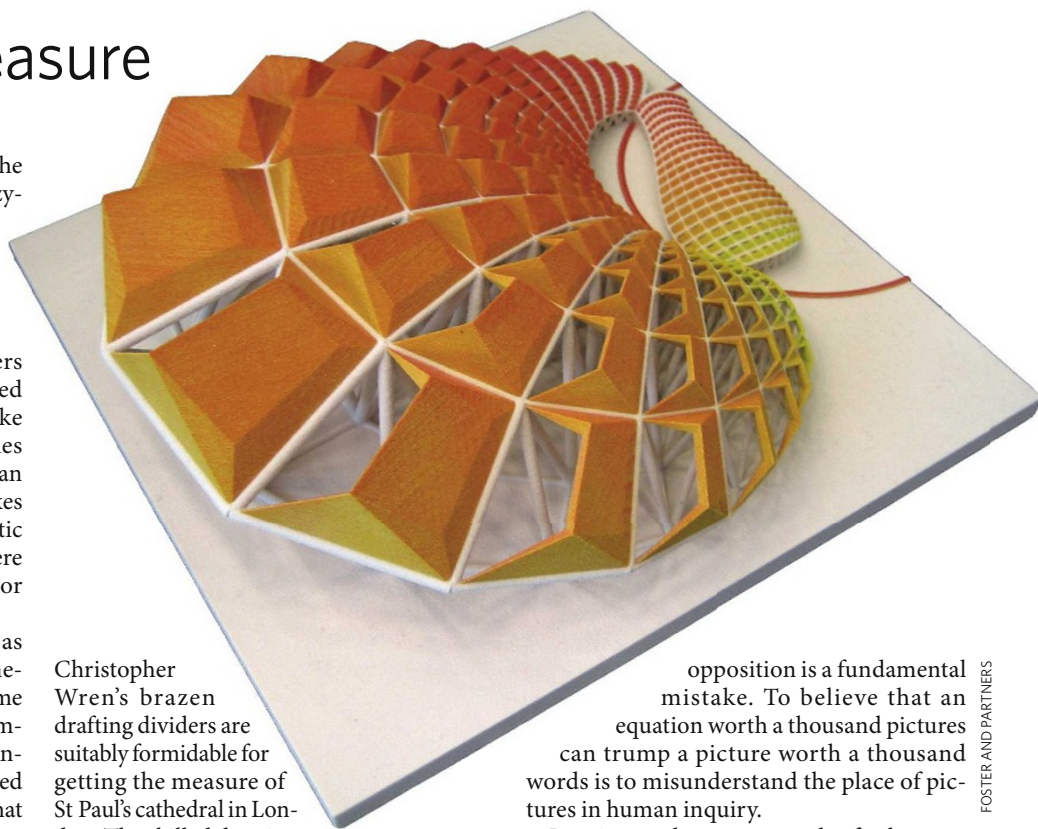 easure
he
zy-
ers
ed
ke
es
an
xes
tic
ere
or
as
ne-
me
m-
n-
ed
hat
Christopher
Wren's brazen
drafting dividers are
suitably formidable for
getting the measure of
St Paul's cathedral in Lon-
opposition is a fundamental
mistake. To believe that an
equation worth a thousand pictures
can trump a picture worth a thousand
words is to misunderstand the place of pic-
tures in human inquiry.
FOSTER AND PARTNERS